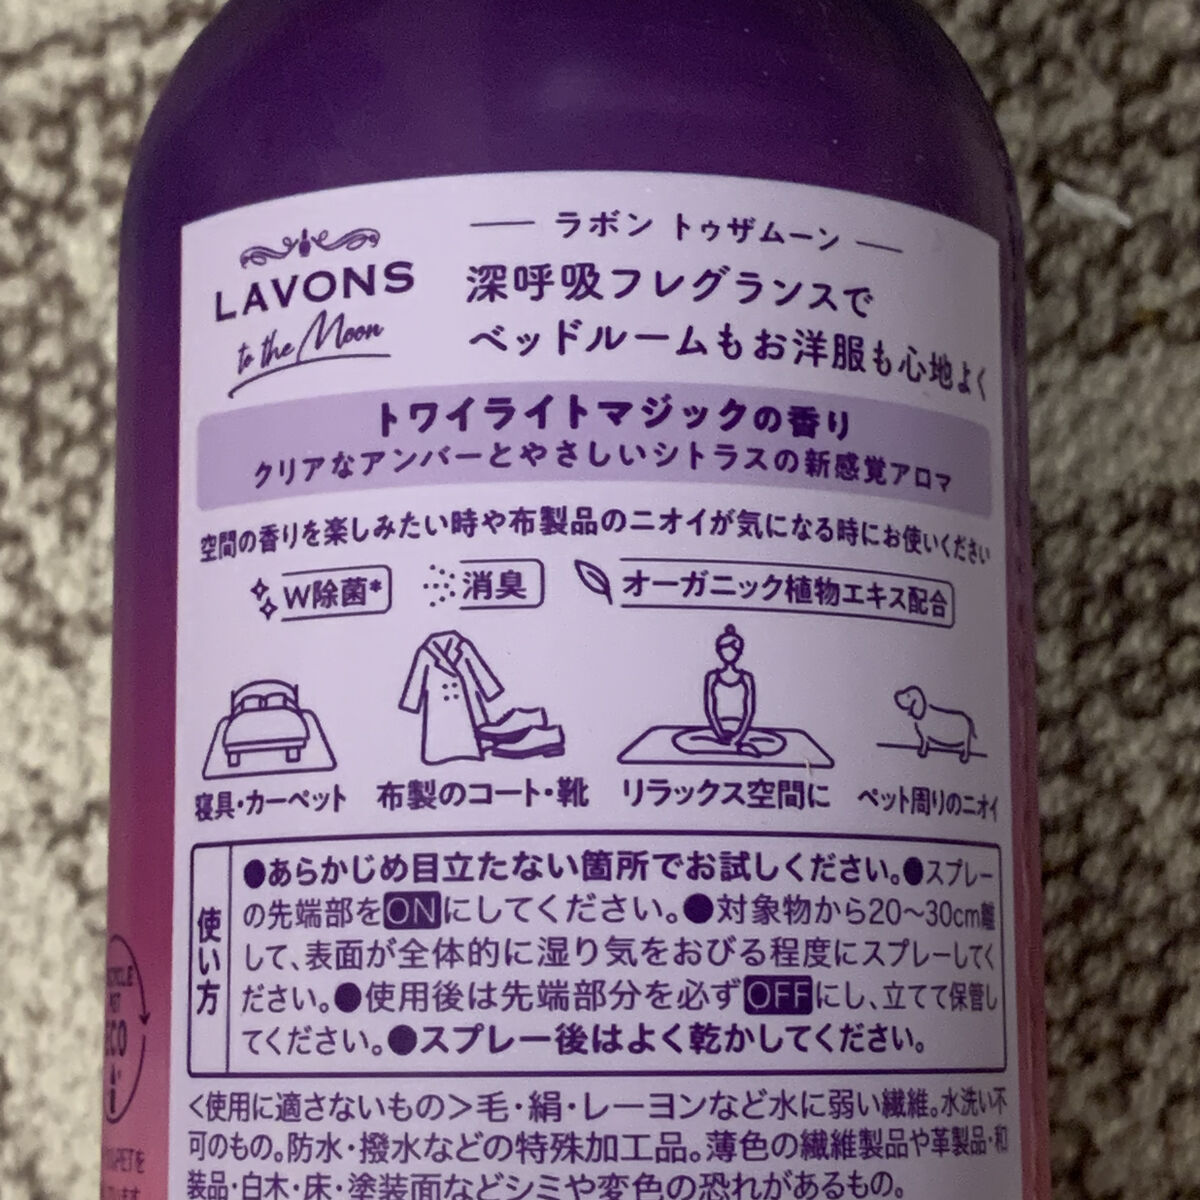 LAVONS
to the Moon
ラボン トゥザムーン
深呼吸フレグランスで
ベッドルームもお洋服も心地よく
トワイライトマジックの香り
クリアなアンバーとやさしいシトラスの新感覚アロマ
空間の香りを楽しみたい時や布製品のニオイが気になる時にお使いください
W除菌* 消臭 オーガニック植物エキス配合
寝具・カーペット 布製のコート・靴 リラックス空間に ペット周りのニオイ
使い方
●あらかじめ目立たない箇所でお試しください。●スプレー
の先端部をONにしてください。●対象物から20〜30cm離
して、表面が全体的に湿り気をおびる程度にスプレーしてく
ださい。●使用後は先端部分を必ずOFFにし、立てて保管し
てください。●スプレー後はよく乾かしてください。
<使用に適さないもの>毛・絹・レーヨンなど水に弱い繊維。水洗い不
可のもの。防水・撥水などの特殊加工品。薄色の繊維製品や革製品・和
装品・白木・床・塗装面などシミや変色の恐れがあるもの。
ECO